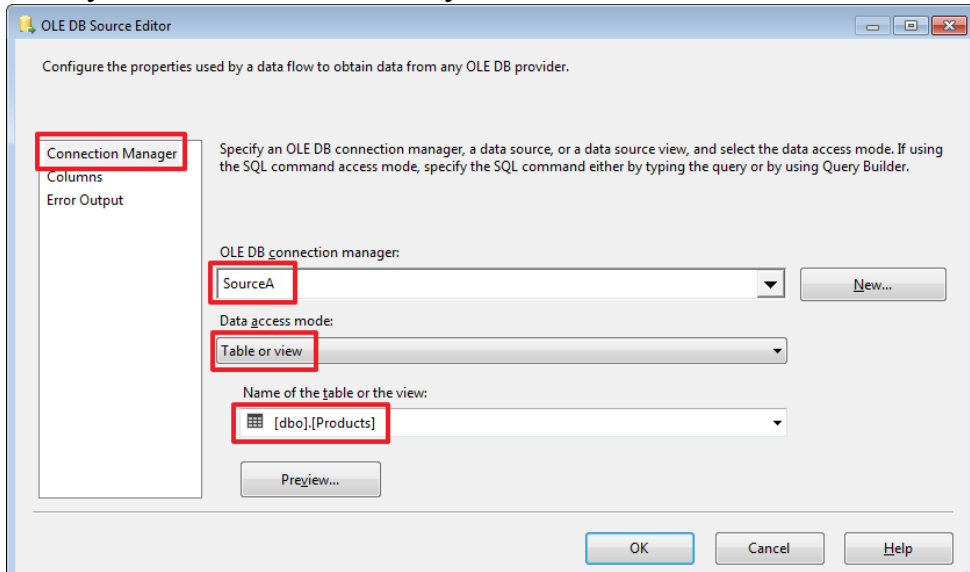 OLE DB Source Editor
Configure the properties used by a data flow to obtain data from any OLE DB provider.
Connection Manager
Columns
Error Output
Specify an OLE DB connection manager, a data source, or a data source view, and select the data access mode. If using
the SQL command access mode, specify the SQL command either by typing the query or by using Query Builder.
OLE DB connection manager:
SourceA
New...
Data access mode:
Table or view
Name of the table or the view:
[dbo].[Products]
Preview...
OK
Cancel
Help